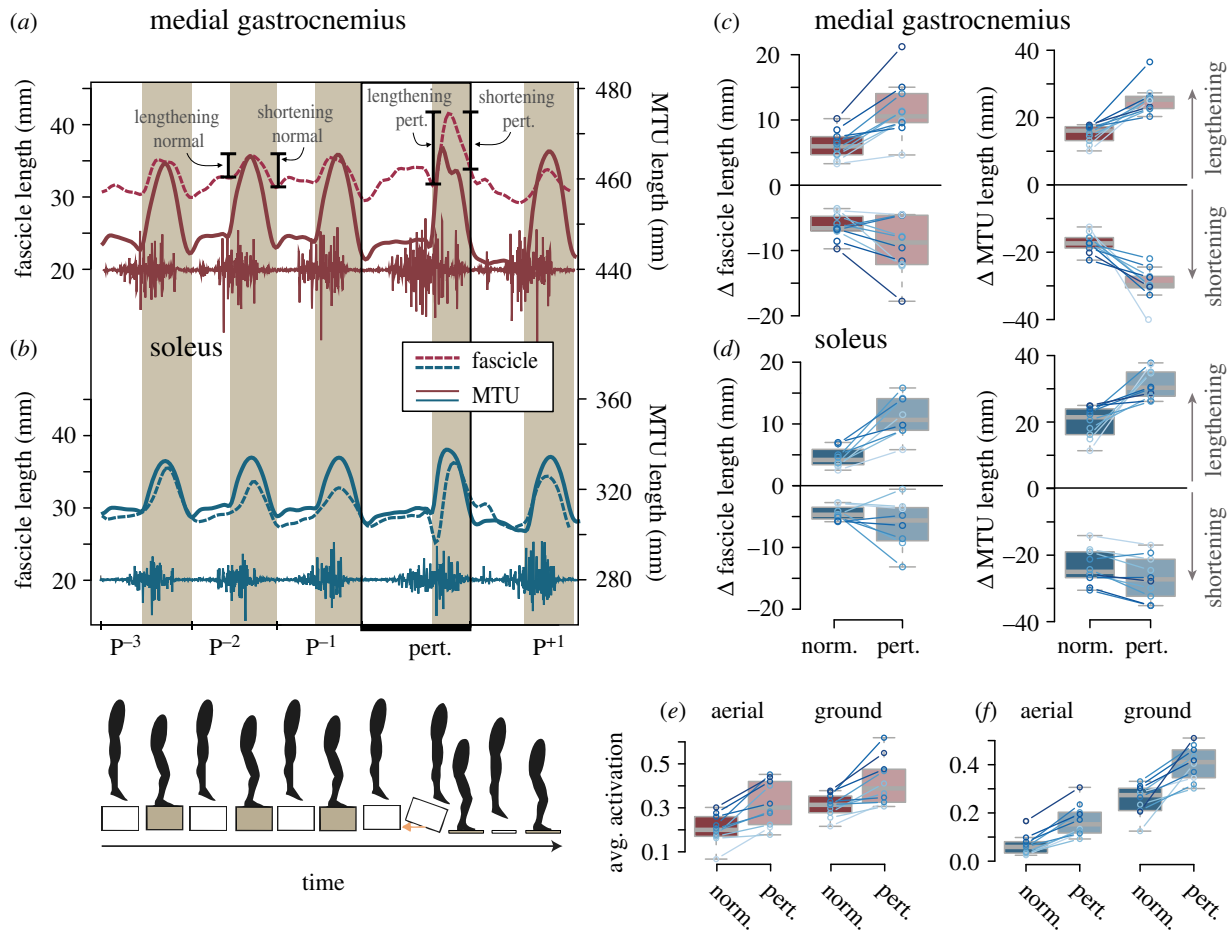 (a) medial gastrocnemius
fascicle length (mm)
40
30
20
lengthening
normal
shortening
normal
lengthening
pert.
shortening
pert.
480
460
440
MTU length (mm)
(b) soleus
fascicle
MTU
fascicle length (mm)
40
30
20
360
320
280
MTU length (mm)
P–3 P–2 P–1 pert. P+1
time
(c) medial gastrocnemius
Δ fascicle length (mm)
20
10
0
–10
–20
Δ MTU length (mm)
40
20
0
–20
–40
lengthening
shortening
(d) soleus
Δ fascicle length (mm)
20
10
0
–10
–20
norm. pert.
Δ MTU length (mm)
40
20
0
–20
–40
norm. pert.
lengthening
shortening
(e) aerial ground
avg. activation
0.5
0.3
0.1
norm. pert. norm. pert.
(f) aerial ground
0.4
0.2
0.0
norm. pert. norm. pert.